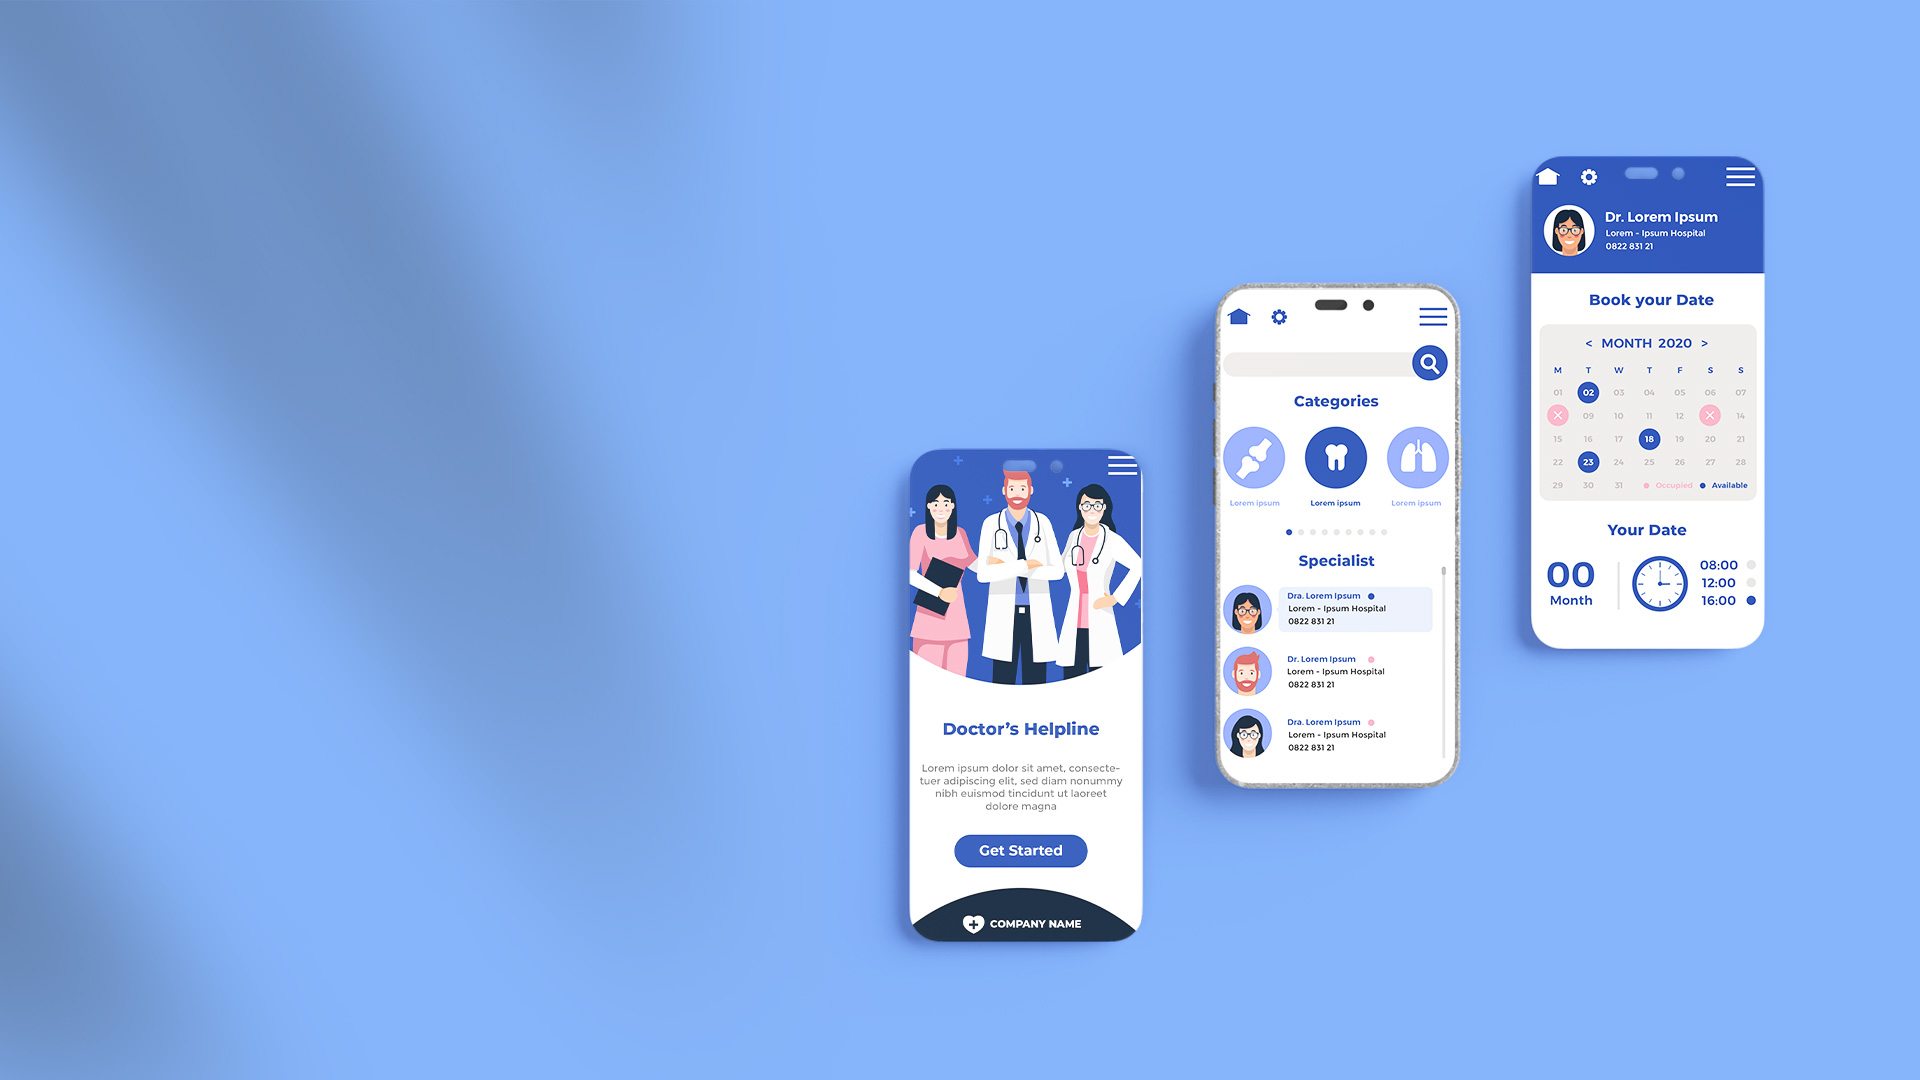 Doctor's Helpline
Lorem ipsum dolor sit amet, consecte-
tuer adipiscing elit, sed diam nonummy
nibh euismod tincidunt ut laoreet
dolore magna
Get Started
COMPANY NAME
Categories
Lorem ipsum
Lorem ipsum
Lorem ipsum
Specialist
Dra. Lorem Ipsum
Lorem - Ipsum Hospital
0822 831 21
Dr. Lorem Ipsum
Lorem - Ipsum Hospital
0822 831 21
Dra. Lorem Ipsum
Lorem - Ipsum Hospital
0822 831 21
Dr. Lorem Ipsum
Lorem - Ipsum Hospital
0822 831 21
Book your Date
< MONTH 2020 >
M T W T F S S
01 02 03 04 05 06 07
09 10 11 12 14
15 16 17 18 19 20 21
22 23 24 25 26 27 28
29 30 31 Occupied Available
Your Date
00
Month
08:00
12:00
16:00